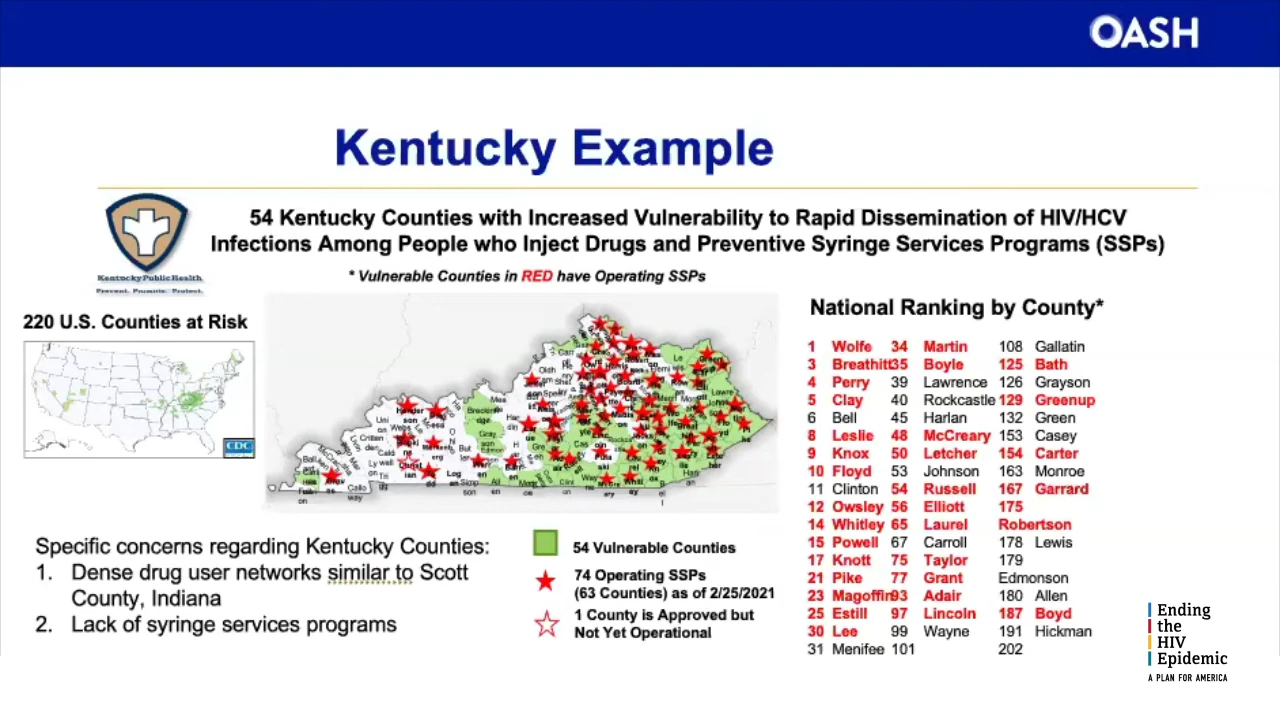 OASH
Kentucky Example
54 Kentucky Counties with Increased Vulnerability to Rapid Dissemination of HIV/HCV
Infections Among People who Inject Drugs and Preventive Syringe Services Programs (SSPs)
* Vulnerable Counties in RED have Operating SSPs
Kentucky Public Health
Prevent. Promote. Protect.
220 U.S. Counties at Risk
CDC
National Ranking by County*
1 Wolfe 34 Martin 108 Gallatin
3 Breathitt 35 Boyle 125 Bath
4 Perry 39 Lawrence 126 Grayson
5 Clay 40 Rockcastle 129 Greenup
6 Bell 45 Harlan 132 Green
8 Leslie 48 McCreary 153 Casey
9 Knox 50 Letcher 154 Carter
10 Floyd 53 Johnson 163 Monroe
11 Clinton 54 Russell 167 Garrard
12 Owsley 56 Elliott 175
14 Whitley 65 Laurel Robertson
15 Powell 67 Carroll 178 Lewis
17 Knott 75 Taylor 179
21 Pike 77 Grant Edmonson
23 Magoffin 93 Adair 180 Allen
25 Estill 97 Lincoln 187 Boyd
30 Lee 99 Wayne 191 Hickman
31 Menifee 101 202
54 Vulnerable Counties
74 Operating SSPs
(63 Counties) as of 2/25/2021
1 County is Approved but
Not Yet Operational
Specific concerns regarding Kentucky Counties:
1. Dense drug user networks similar to Scott
County, Indiana
2. Lack of syringe services programs
Ending
the
HIV
Epidemic
A PLAN FOR AMERICA